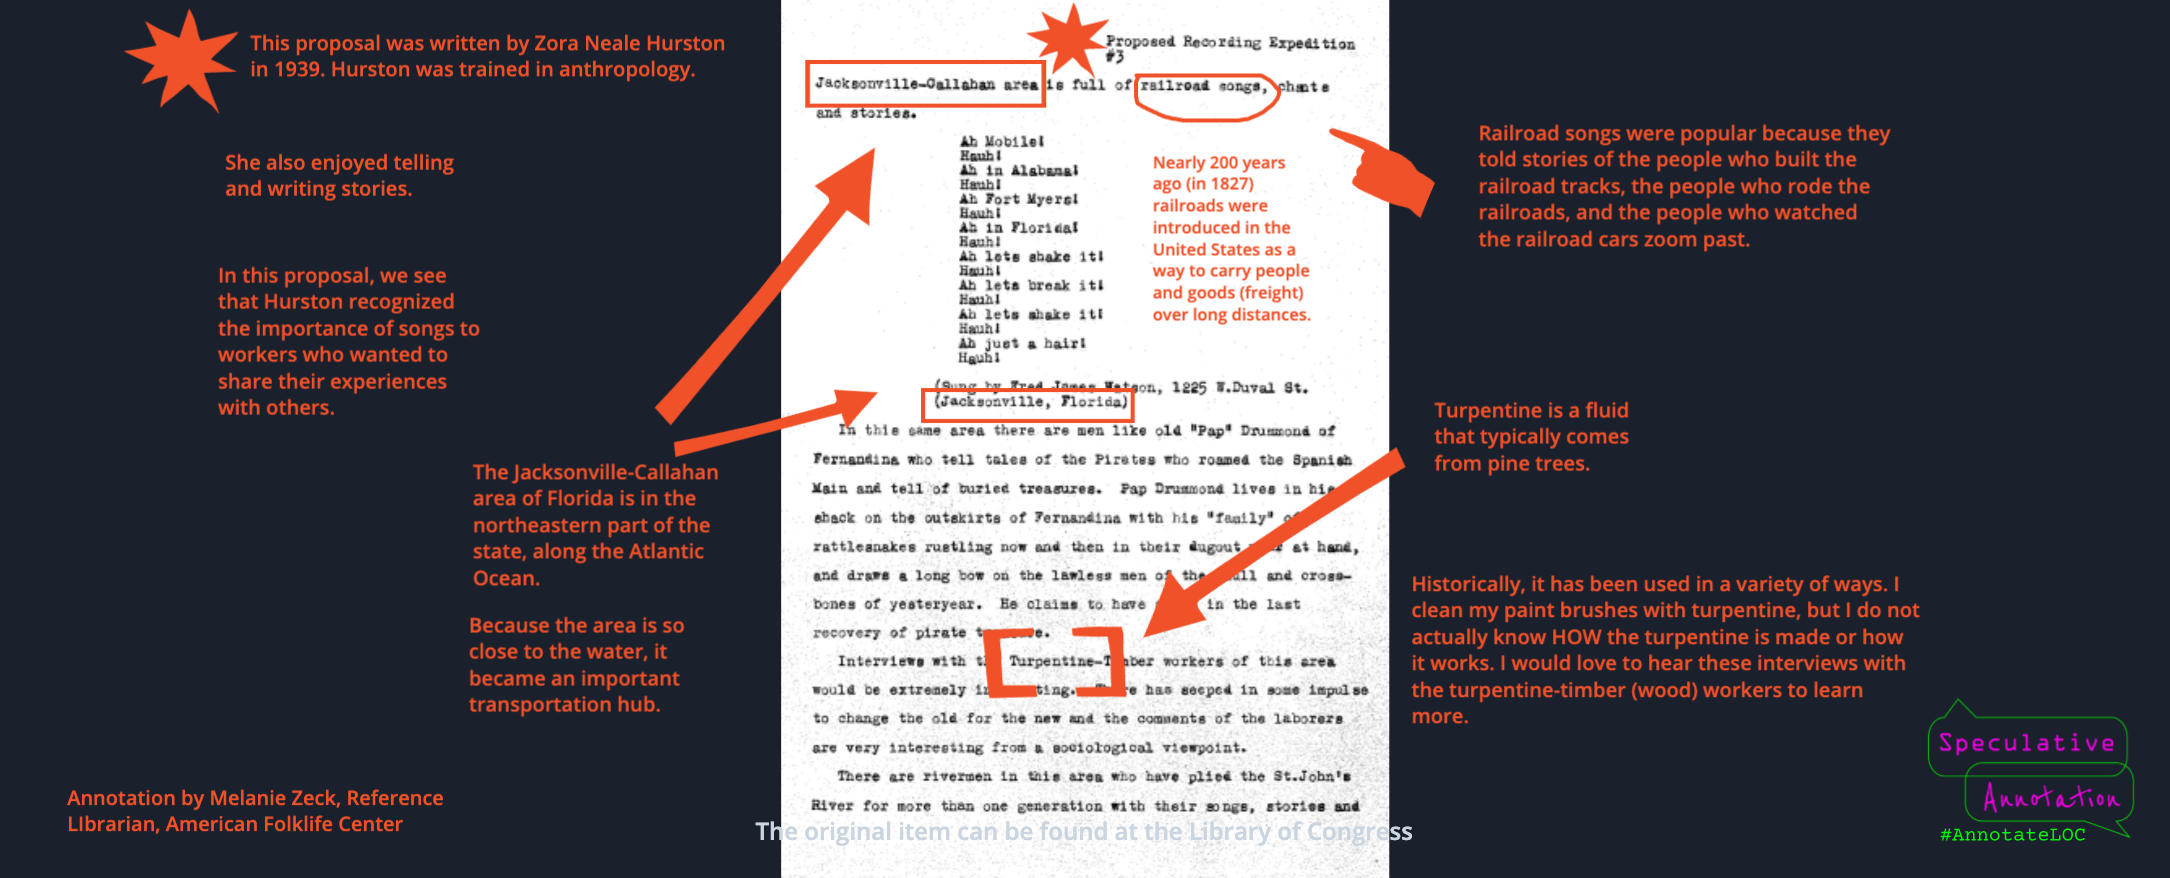 This proposal was written by Zora Neale Hurston
in 1939. Hurston was trained in anthropology.
She also enjoyed telling
and writing stories.
In this proposal, we see
that Hurston recognized
the importance of songs to
workers who wanted to
share their experiences
with others.
The Jacksonville-Callahan
area of Florida is in the
northeastern part of the
state, along the Atlantic
Ocean.
Because the area is so
close to the water, it
became an important
transportation hub.
Annotation by Melanie Zeck, Reference
LIbrarian, American Folklife Center
Proposed Recording Expedition
#3
Jacksonville-Callahan area is full of railroad songs, chants
and stories.
Ah Mobile!
Hauh!
Ah in Alabama!
Hauh!
Ah Fort Myers!
Hauh!
Ah in Florida!
Hauh!
Ah lets shake it!
Hauh!
Ah lets break it!
Hauh!
Ah lets shake it!
Hauh!
Ah just a hair!
Hauh!
(Sung by Fred James Watson, 1225 W.Duval St.
(Jacksonville, Florida)
In this same area there are men like old "Pap" Drummond of
Fernandina who tell tales of the Pirates who roamed the Spanish
Main and tell of buried treasures. Pap Drummond lives in his
shack on the outskirts of Fernandina with his "family" of
rattlesnakes rustling now and then in their dugout at hand,
and draws a long bow on the lawless men of the and cross-
bones of yesteryear. He claims to have in the last
recovery of pirate
Interviews with Turpentine-Timber workers of this area
would be extremely has seeped in some impulse
to change the old for the new and the comments of the laborers
are very interesting from a sociological viewpoint.
There are rivermen in this area who have plied the St.John's
River for more than one generation with their songs, stories and
The original item can be found at the Library of Congress
Nearly 200 years
ago (in 1827)
railroads were
introduced in the
United States as a
way to carry people
and goods (freight)
over long distances.
Railroad songs were popular because they
told stories of the people who built the
railroad tracks, the people who rode the
railroads, and the people who watched
the railroad cars zoom past.
Turpentine is a fluid
that typically comes
from pine trees.
Historically, it has been used in a variety of ways. I
clean my paint brushes with turpentine, but I do not
actually know HOW the turpentine is made or how
it works. I would love to hear these interviews with
the turpentine-timber (wood) workers to learn
more.
Speculative
Annotation
#AnnotateLOC